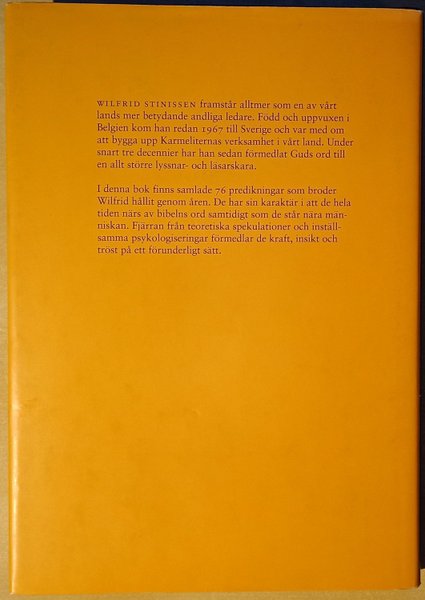 WILFRID STINISSEN framstår alltmer som en av vårt
lands mer betydande andliga ledare. Född och uppvuxen i
Belgien kom han redan 1967 till Sverige och var med om
att bygga upp Karmeliternas verksamhet i vårt land. Under
snart tre decennier har han sedan förmedlat Guds ord till
en allt större lyssnar- och läsarskara.
I denna bok finns samlade 76 predikningar som broder
Wilfrid hållit genom åren. De har sin karaktär i att de hela
tiden närs av bibelns ord samtidigt som de står nära män-
niskan. Fjärran från teoretiska spekulationer och inställ-
samma psykologiseringar förmedlar de kraft, insikt och
tröst på ett förunderligt sätt.